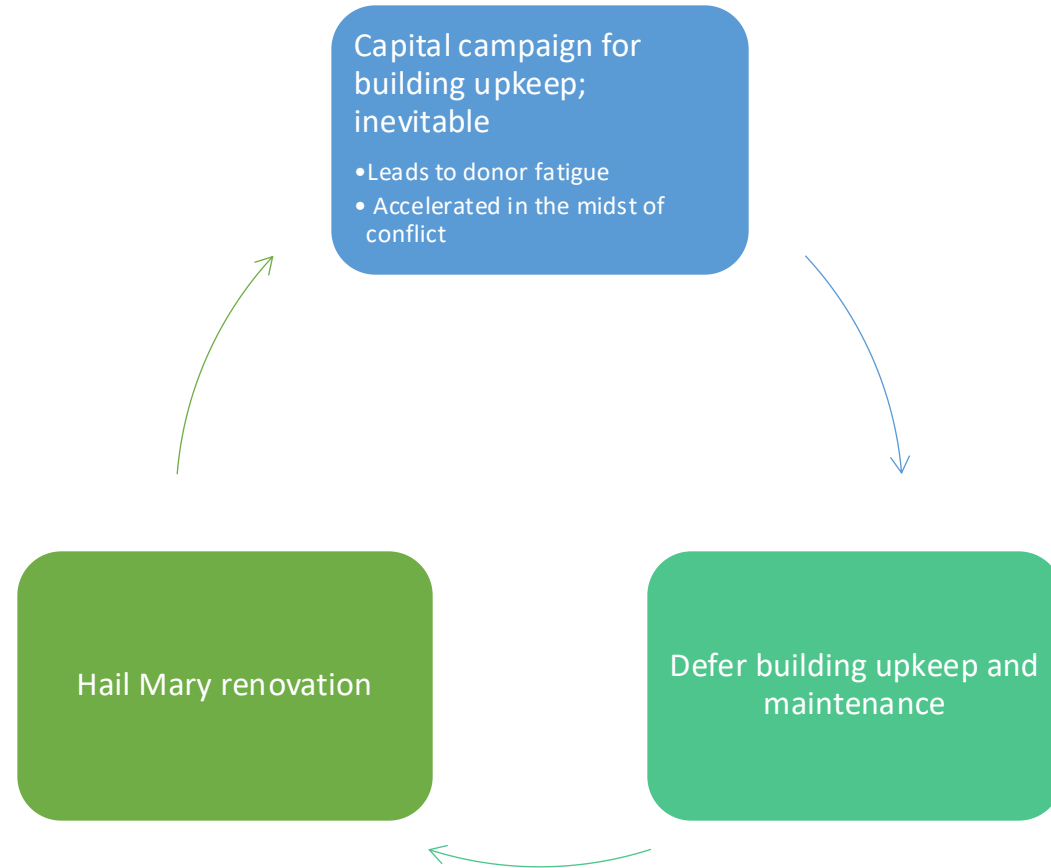 Capital campaign for
building upkeep;
inevitable
•Leads to donor fatigue
• Accelerated in the midst of
conflict
Hail Mary renovation
Defer building upkeep and
maintenance